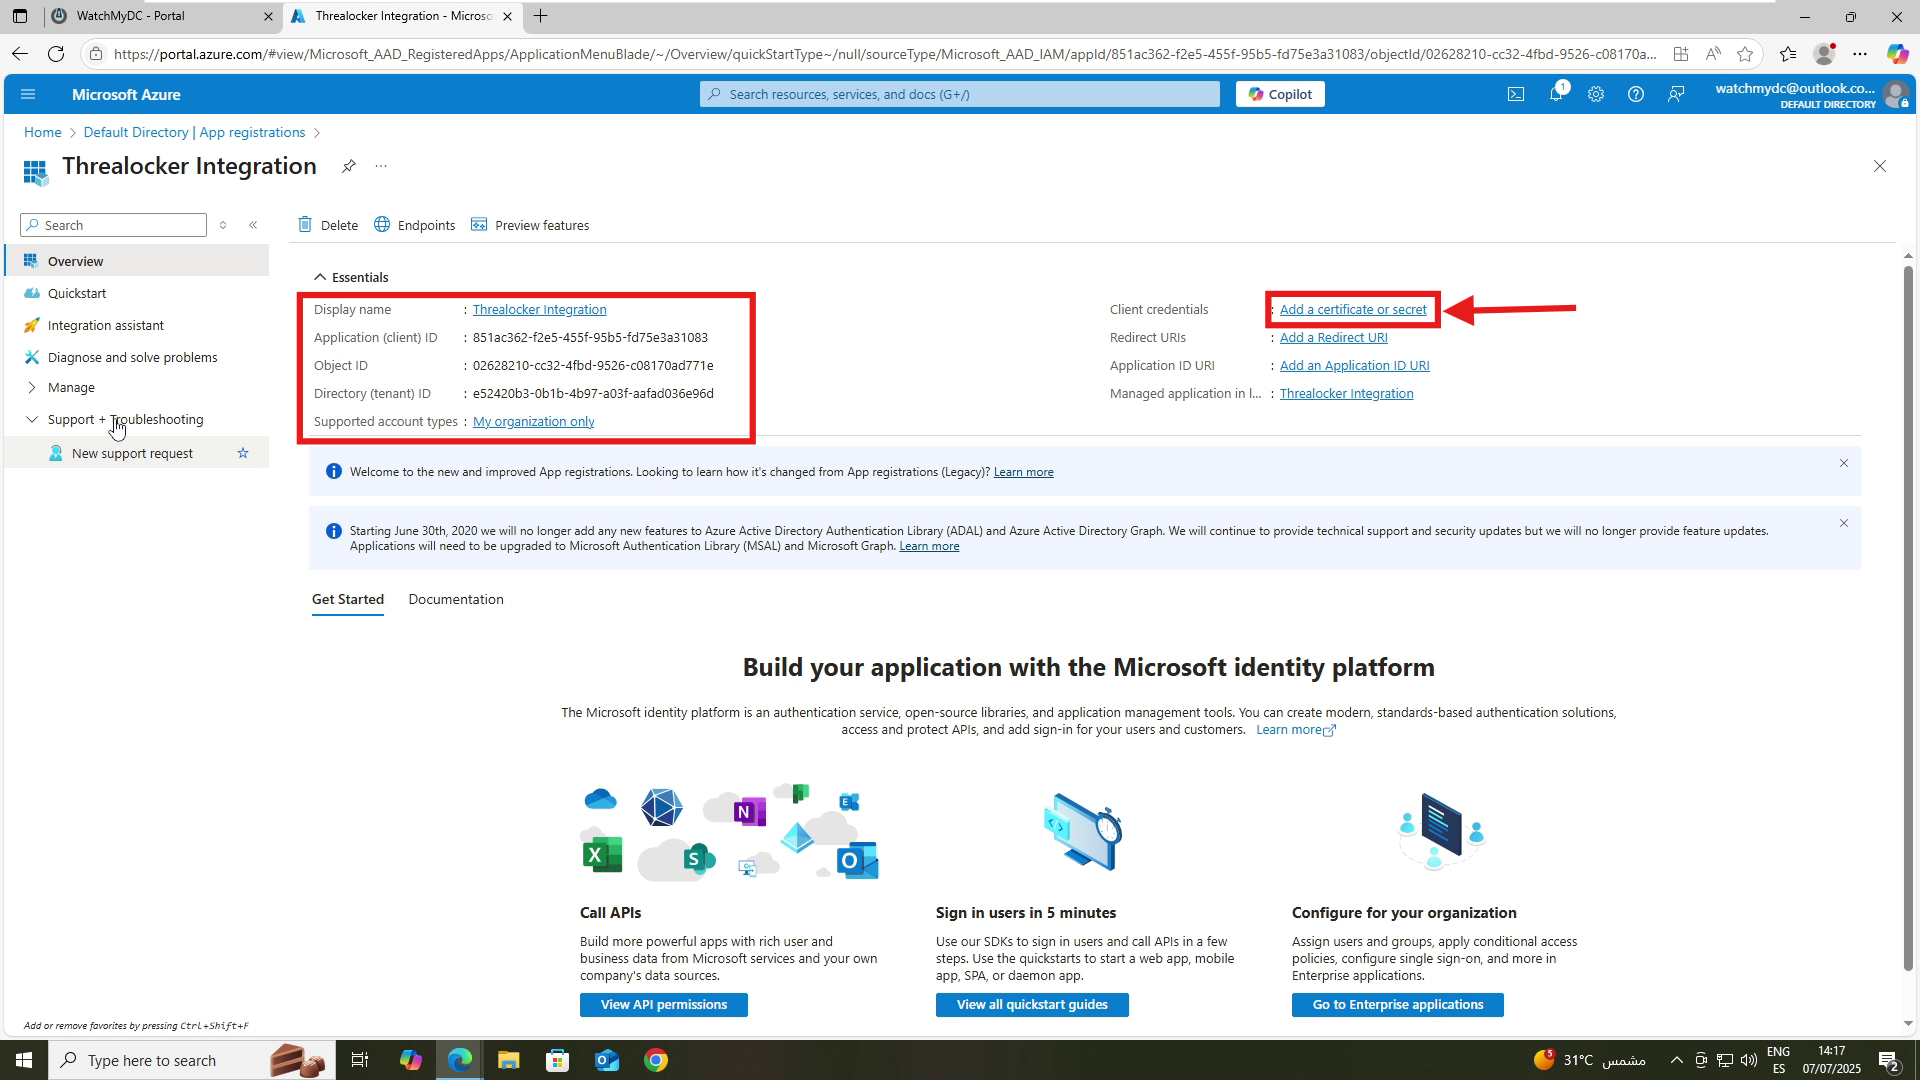 WatchMyDC - Portal
Threalocker Integration - Microso
https://portal.azure.com/#view/Microsoft_AAD_RegisteredApps/ApplicationMenuBlade/~/Overview/quickStartType~/null/sourceType/Microsoft_AAD_IAM/appId/851ac362-f2e5-455f-95b5-fd75e3a31083/objectId/02628210-cc32-4fbd-9526-c08170a...
Microsoft Azure
Search resources, services, and docs (G+/)
Copilot
1
watchmydc@outlook.co...
DEFAULT DIRECTORY
Home > Default Directory | App registrations >
Threalocker Integration
Search
Delete
Endpoints
Preview features
Overview
Quickstart
Integration assistant
Diagnose and solve problems
Manage
Support + Troubleshooting
New support request
Essentials
Display name : Threalocker Integration
Application (client) ID : 851ac362-f2e5-455f-95b5-fd75e3a31083
Object ID : 02628210-cc32-4fbd-9526-c08170ad771e
Directory (tenant) ID : e52420b3-0b1b-4b97-a03f-aafad036e96d
Supported account types : My organization only
Client credentials : Add a certificate or secret
Redirect URIs : Add a Redirect URI
Application ID URI : Add an Application ID URI
Managed application in l... : Threalocker Integration
Welcome to the new and improved App registrations. Looking to learn how it's changed from App registrations (Legacy)? Learn more
Starting June 30th, 2020 we will no longer add any new features to Azure Active Directory Authentication Library (ADAL) and Azure Active Directory Graph. We will continue to provide technical support and security updates but we will no longer provide feature updates.
Applications will need to be upgraded to Microsoft Authentication Library (MSAL) and Microsoft Graph. Learn more
Get Started
Documentation
Build your application with the Microsoft identity platform
The Microsoft identity platform is an authentication service, open-source libraries, and application management tools. You can create modern, standards-based authentication solutions,
access and protect APIs, and add sign-in for your users and customers. Learn more
N
E
X
S
O
Call APIs
Build more powerful apps with rich user and
business data from Microsoft services and your own
company's data sources.
View API permissions
Sign in users in 5 minutes
Use our SDKs to sign in users and call APIs in a few
steps. Use the quickstarts to start a web app, mobile
app, SPA, or daemon app.
View all quickstart guides
Configure for your organization
Assign users and groups, apply conditional access
policies, configure single sign-on, and more in
Enterprise applications.
Go to Enterprise applications
Add or remove favorites by pressing Ctrl+Shift+F
Type here to search
5
31°C مشمس
ENG
ES
14:17
07/07/2025
2